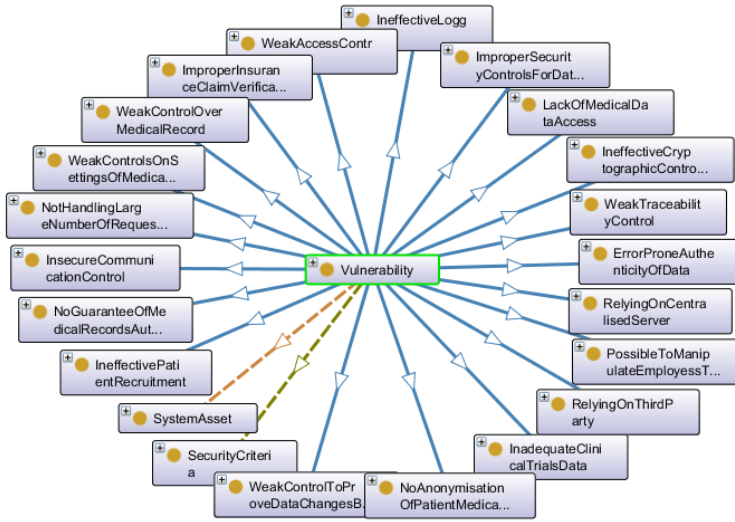 IneffectiveLogg
WeakAccessContr
ImproperSecurit
yControlsForDat...
ImproperInsuran
ceClaimVerifica...
LackOfMedicalDa
taAccess
WeakControlOver
MedicalRecord
IneffectiveCryp
tographicContro...
WeakControlsOnS
ettingsOfMedica...
WeakTraceabilit
yControl
NotHandlingLarg
eNumberOfReques...
ErrorProneAuthe
nticityOfData
InsecureCommuni
cationControl
Vulnerability
RelyingOnCentra
lisedServer
NoGuaranteeOfMe
dicalRecordsAut...
PossibleToManip
ulateEmployessT...
IneffectivePati
entRecruitment
RelyingOnThirdP
arty
SystemAsset
InadequateClini
calTrialsData
SecurityCriteri
a
WeakControlToPr
oveDataChangesB..
NoAnonymisation
OfPatientMedica...